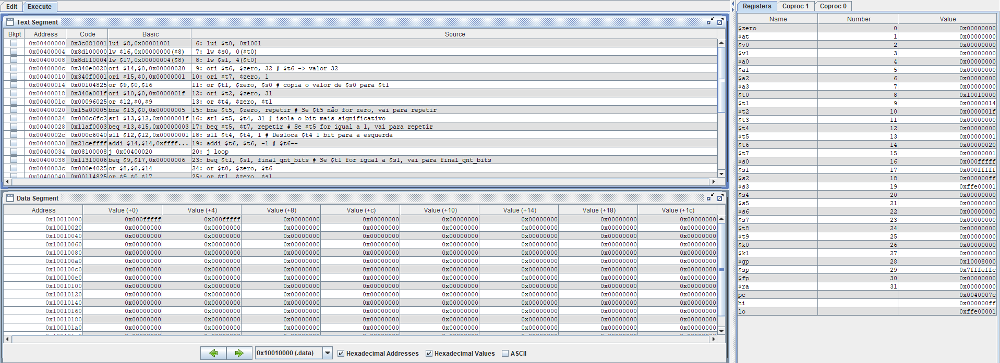 Edit Execute
Text Segment
Bkpt Address Code Basic Source
0x00400000 0x3c081001 lui $8,0x00001001 6: lui $t0, 0x1001
0x00400004 0x8d100000 lw $16,0x00000000($8) 7: lw $s0, 0($t0)
0x00400008 0x8d110004 lw $17,0x00000004($8) 8: lw $s1, 4($t0)
0x0040000c 0x340e0020 ori $14,$0,0x00000020 9: ori $t6, $zero, 32 # $t6 -> valor 32
0x00400010 0x340f0001 ori $15,$0,0x00000001 10: ori $t7, $zero, 1
0x00400014 0x00104825 or $9,$0,$16 11: or $t1, $zero, $s0 # copia o valor de $s0 para $t1
0x00400018 0x340a001f ori $10,$0,0x0000001f 12: ori $t2, $zero, 31
0x0040001c 0x00096025 or $12,$0,$9 13: or $t4, $zero, $t1
0x00400020 0x15a00005 bne $13,$0,0x00000005 15: bne $t5, $zero, repetir # Se $t5 não for zero, vai para repetir
0x00400024 0x000c6fc2 srl $13,$12,0x0000001f 16: srl $t5, $t4, 31 # isola o bit mais significativo
0x00400028 0x11af0003 beq $13,$15,0x00000003 17: beq $t5, $t7, repetir # Se $t5 for igual a 1, vai para repetir
0x0040002c 0x000c6040 sll $12,$12,0x00000001 18: sll $t4, $t4, 1 # Desloca $t4 1 bit para a esquerda
0x00400030 0x21ceffff addi $14,$14,0xffff... 19: addi $t6, $t6, -1 # $t6--
0x00400034 0x08100008 j 0x00400020 20: j loop
0x00400038 0x11310006 beq $9,$17,0x00000006 23: beq $t1, $s1, final_qnt_bits # Se $t1 for igual a $s1, vai para final_qnt_bits
0x0040003c 0x000e4025 or $8,$0,$14 24: or $t0, $zero, $t6
0x00400040 0x00114825 or $9,$0,$17 25: or $t1, $zero, $s1
Data Segment
Address Value (+0) Value (+4) Value (+8) Value (+c) Value (+10) Value (+14) Value (+18) Value (+1c)
0x10010000 0x000fffff 0x000fffff 0x00000000 0x00000000 0x00000000 0x00000000 0x00000000 0x00000000
0x10010020 0x00000000 0x00000000 0x00000000 0x00000000 0x00000000 0x00000000 0x00000000 0x00000000
0x10010040 0x00000000 0x00000000 0x00000000 0x00000000 0x00000000 0x00000000 0x00000000 0x00000000
0x10010060 0x00000000 0x00000000 0x00000000 0x00000000 0x00000000 0x00000000 0x00000000 0x00000000
0x10010080 0x00000000 0x00000000 0x00000000 0x00000000 0x00000000 0x00000000 0x00000000 0x00000000
0x100100a0 0x00000000 0x00000000 0x00000000 0x00000000 0x00000000 0x00000000 0x00000000 0x00000000
0x100100c0 0x00000000 0x00000000 0x00000000 0x00000000 0x00000000 0x00000000 0x00000000 0x00000000
0x100100e0 0x00000000 0x00000000 0x00000000 0x00000000 0x00000000 0x00000000 0x00000000 0x00000000
0x10010100 0x00000000 0x00000000 0x00000000 0x00000000 0x00000000 0x00000000 0x00000000 0x00000000
0x10010120 0x00000000 0x00000000 0x00000000 0x00000000 0x00000000 0x00000000 0x00000000 0x00000000
0x10010140 0x00000000 0x00000000 0x00000000 0x00000000 0x00000000 0x00000000 0x00000000 0x00000000
0x10010160 0x00000000 0x00000000 0x00000000 0x00000000 0x00000000 0x00000000 0x00000000 0x00000000
0x10010180 0x00000000 0x00000000 0x00000000 0x00000000 0x00000000 0x00000000 0x00000000 0x00000000
0x100101a0 0x00000000 0x00000000 0x00000000 0x00000000 0x00000000 0x00000000 0x00000000 0x00000000
0x10010000 (.data) Hexadecimal Addresses Hexadecimal Values ASCII
Registers Coproc 1 Coproc 0
Name Number Value
$zero 0 0x00000000
$at 1 0x00000000
$v0 2 0x00000000
$v1 3 0x00000000
$a0 4 0x00000000
$a1 5 0x00000000
$a2 6 0x00000000
$a3 7 0x00000000
$t0 8 0x10010000
$t1 9 0x00000014
$t2 10 0x0000001f
$t3 11 0x00000000
$t4 12 0x00000000
$t5 13 0x00000001
$t6 14 0x00000020
$t7 15 0x00000001
$s0 16 0x000fffff
$s1 17 0x000fffff
$s2 18 0x000000ff
$s3 19 0xffe00001
$s4 20 0x00000000
$s5 21 0x00000000
$s6 22 0x00000000
$s7 23 0x00000000
$t8 24 0x00000000
$t9 25 0x00000000
$k0 26 0x00000000
$k1 27 0x00000000
$gp 28 0x10008000
$sp 29 0x7fffeffc
$fp 30 0x00000000
$ra 31 0x00000000
pc 0x0040007c
hi 0x000000ff
lo 0xffe00001